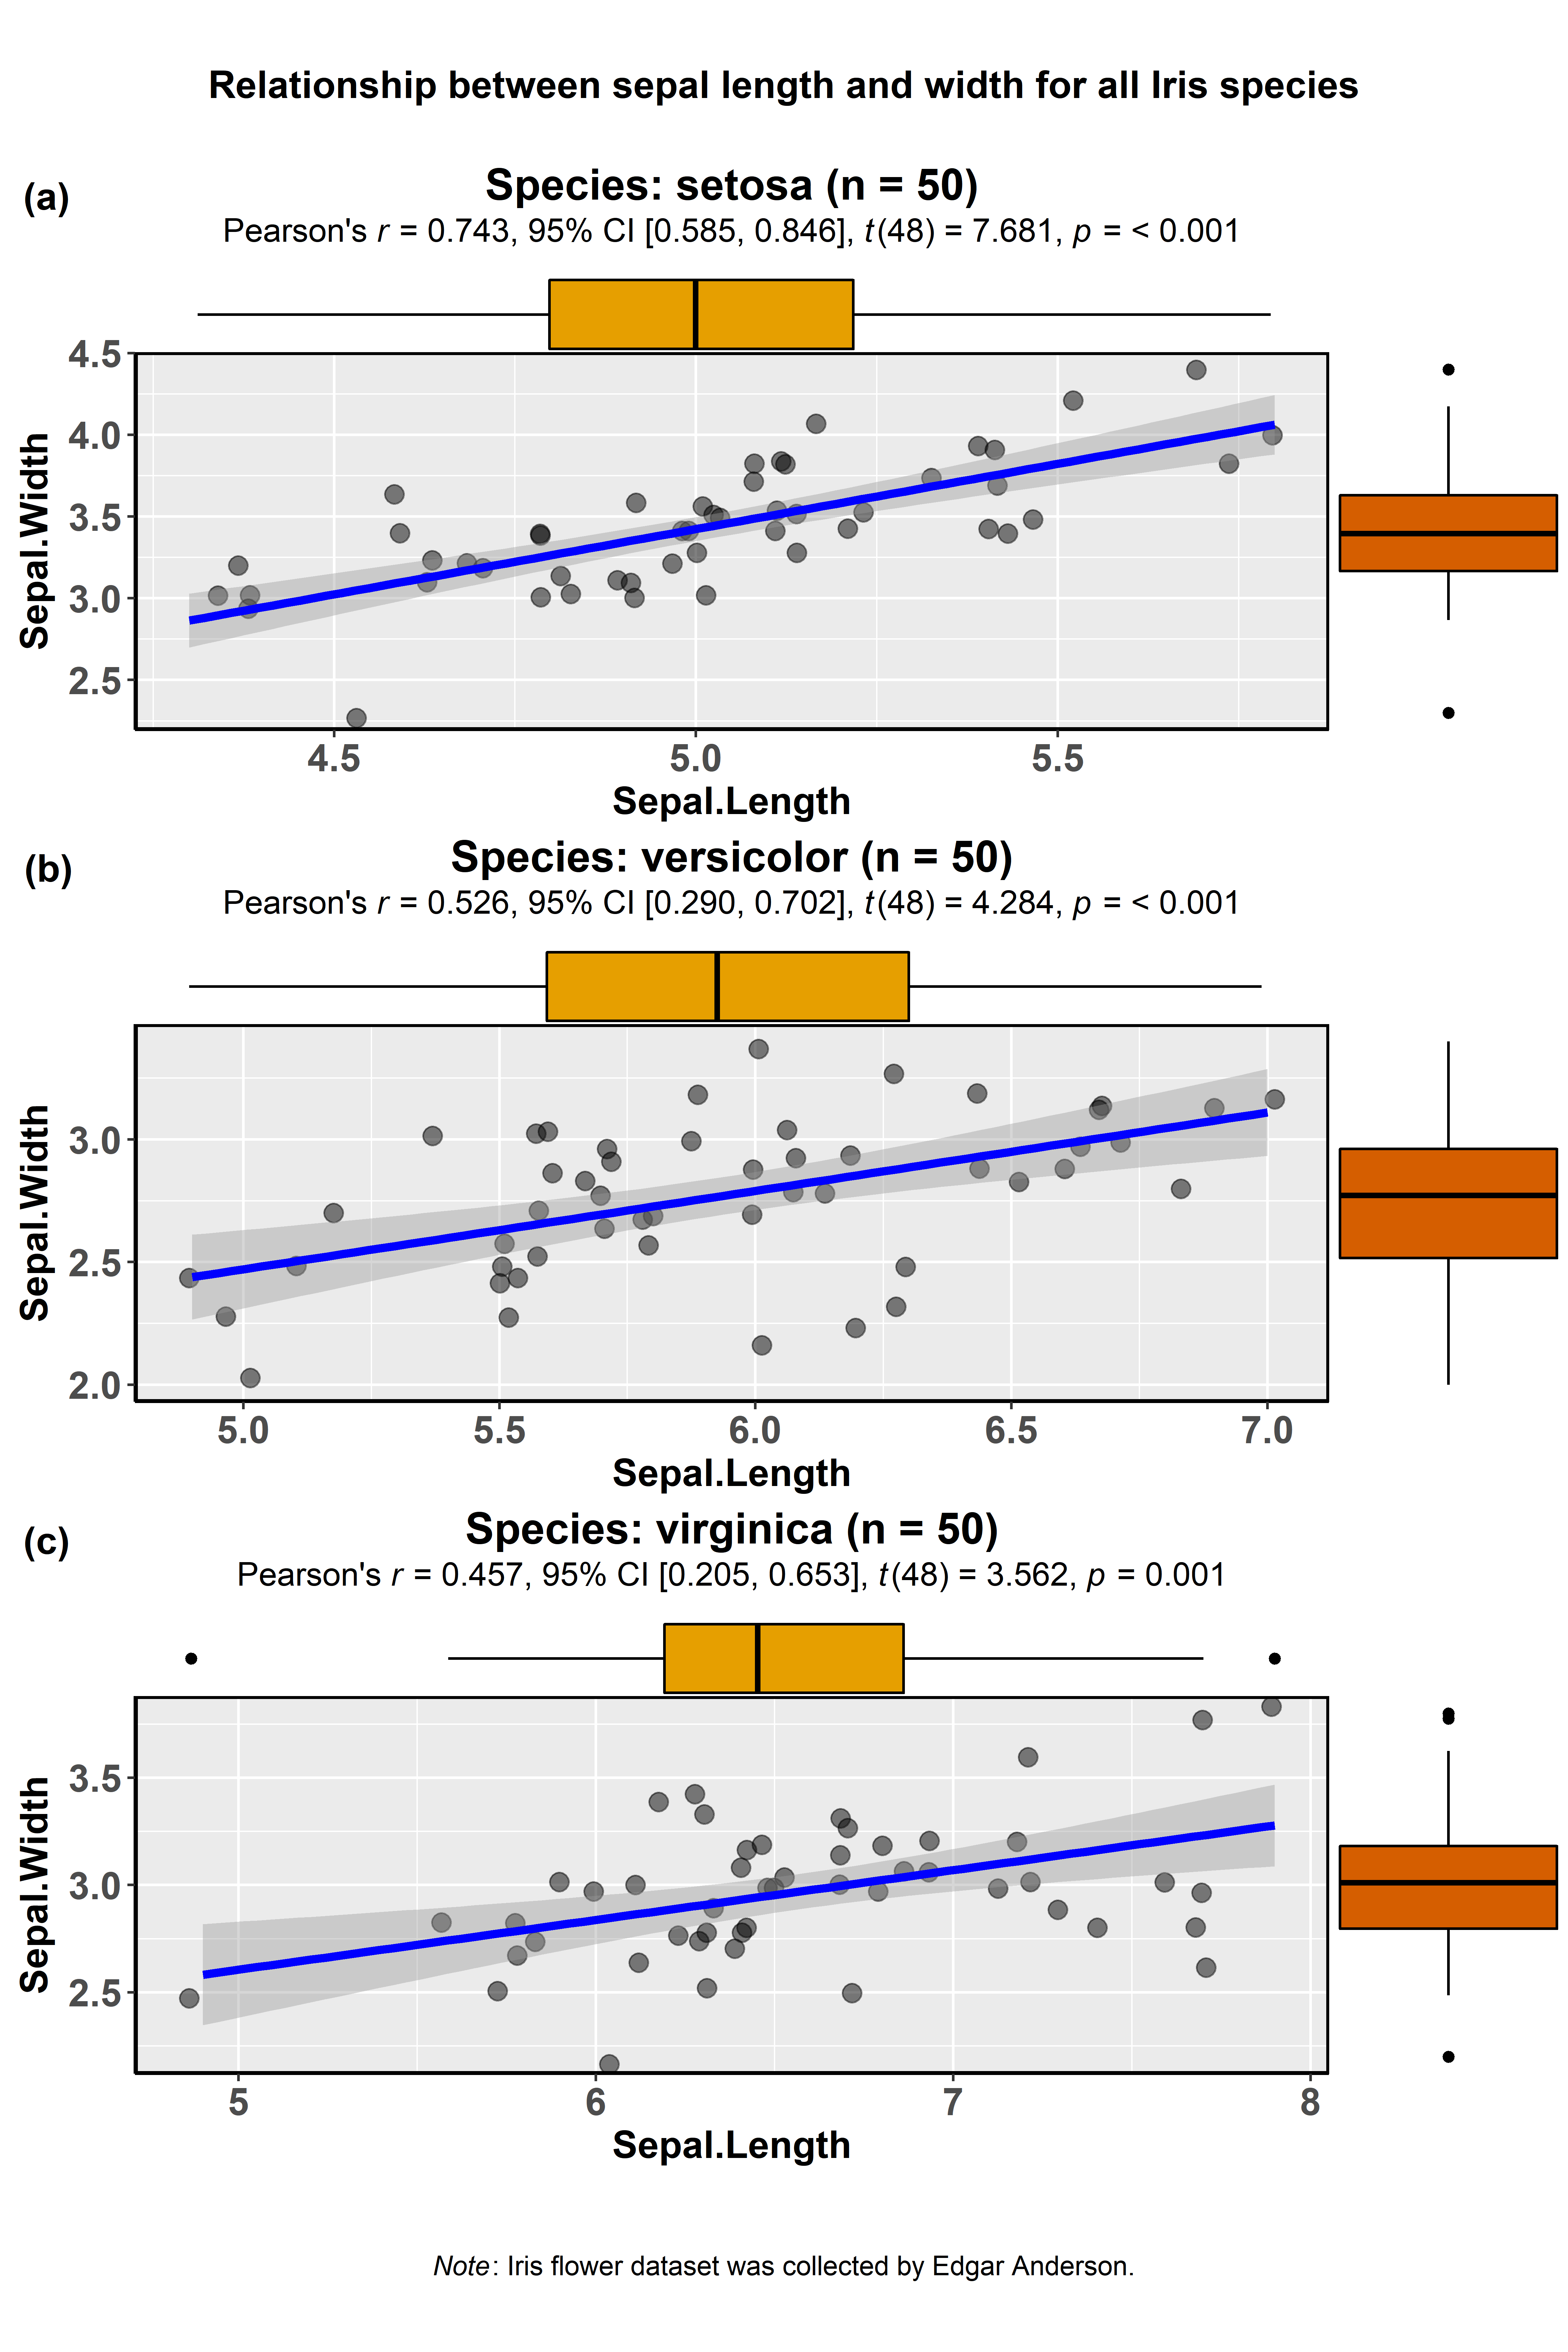 Relationship between sepal length and width for all Iris species
(a)
Species: setosa (n = 50)
Pearson's r = 0.743, 95% CI [0.585, 0.846], t(48) = 7.681, p = < 0.001
4.5
4.0
3.5
3.0
2.5
Sepal.Width
4.5 5.0 5.5
Sepal.Length
(b)
Species: versicolor (n = 50)
Pearson's r = 0.526, 95% CI [0.290, 0.702], t(48) = 4.284, p = < 0.001
3.0
2.5
2.0
Sepal.Width
5.0 5.5 6.0 6.5 7.0
Sepal.Length
(c)
Species: virginica (n = 50)
Pearson's r = 0.457, 95% CI [0.205, 0.653], t(48) = 3.562, p = 0.001
3.5
3.0
2.5
Sepal.Width
5 6 7 8
Sepal.Length
Note: Iris flower dataset was collected by Edgar Anderson.